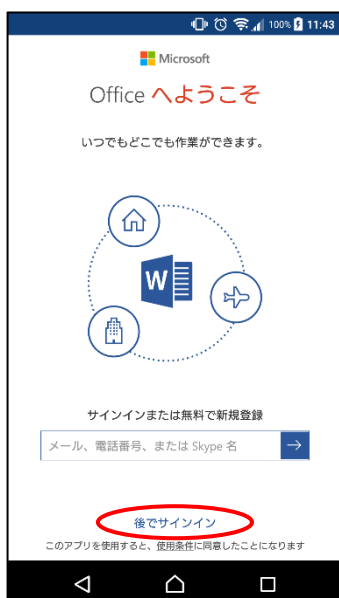 100% 11:43
Microsoft
Office へようこそ
いつでもどこでも作業ができます。
W
サインインまたは無料で新規登録
メール、電話番号、または Skype 名
後でサインイン
このアプリを使用すると、使用条件に同意したことになります